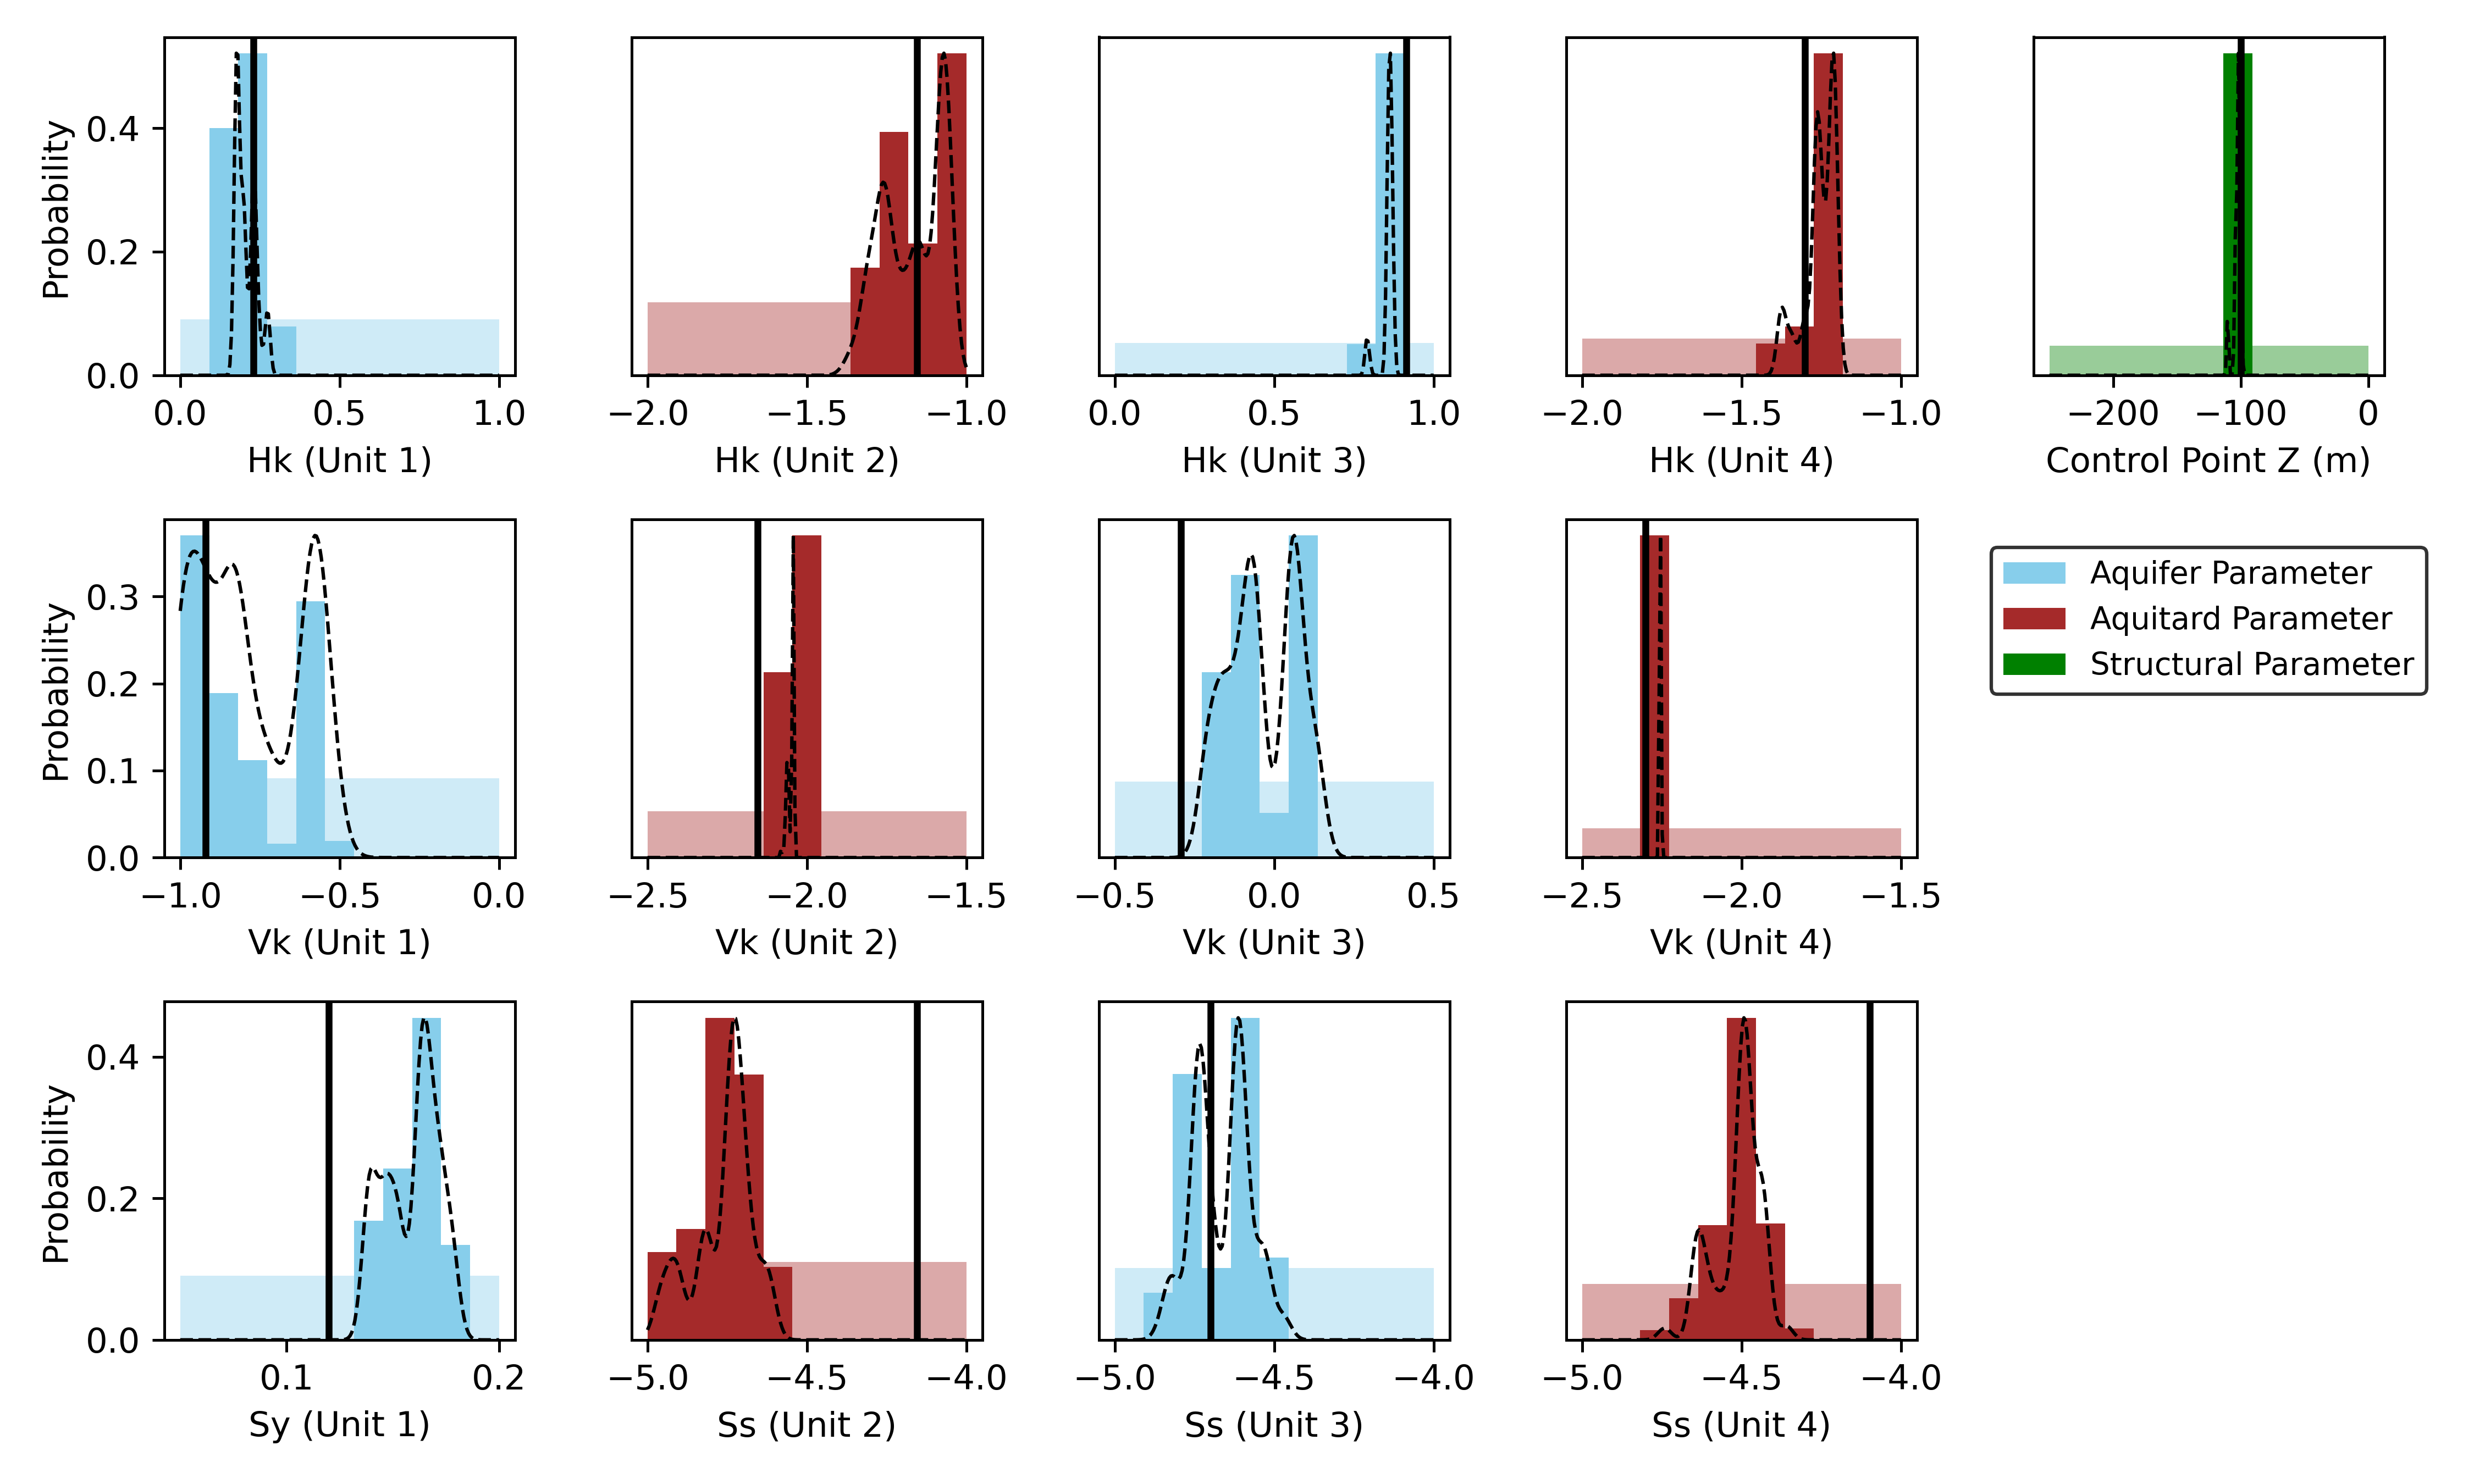 Probability
0.4
0.2
0.0
0.0 0.5 1.0
Hk (Unit 1)
−2.0 −1.5 −1.0
Hk (Unit 2)
0.0 0.5 1.0
Hk (Unit 3)
−2.0 −1.5 −1.0
Hk (Unit 4)
−200 −100 0
Control Point Z (m)
Probability
0.3
0.2
0.1
0.0
−1.0 −0.5 0.0
Vk (Unit 1)
−2.5 −2.0 −1.5
Vk (Unit 2)
−0.5 0.0 0.5
Vk (Unit 3)
−2.5 −2.0 −1.5
Vk (Unit 4)
Aquifer Parameter
Aquitard Parameter
Structural Parameter
Probability
0.4
0.2
0.0
0.1 0.2
Sy (Unit 1)
−5.0 −4.5 −4.0
Ss (Unit 2)
−5.0 −4.5 −4.0
Ss (Unit 3)
−5.0 −4.5 −4.0
Ss (Unit 4)